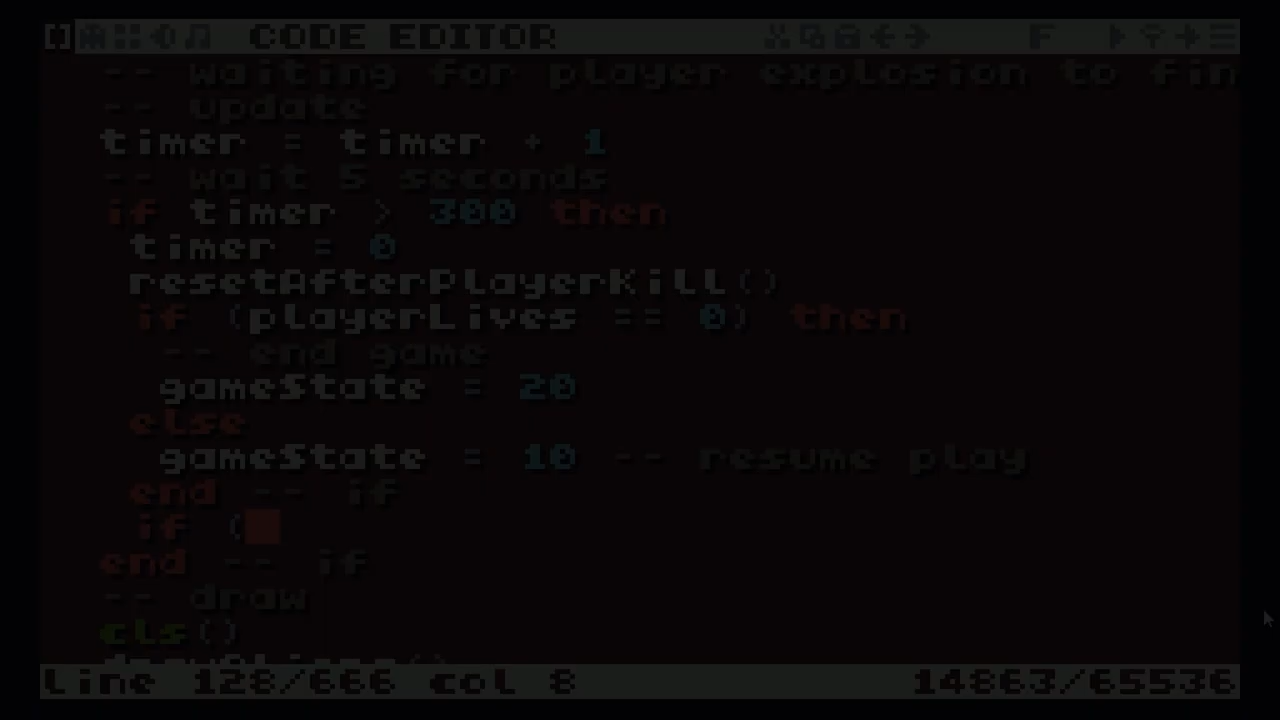 CODE EDITOR F
-- waiting for player explosion to fin
-- update
timer = timer + 1
-- wait 5 seconds
if timer > 300 then
timer = 0
resetAfterPlayerKill()
if (playerLives == 0) then
-- end game
gameState = 20
else
gameState = 10 -- resume play
end -- if
if (
end -- if
-- draw
cls()
drawAliens()
line 128/666 col 8 14863/65536